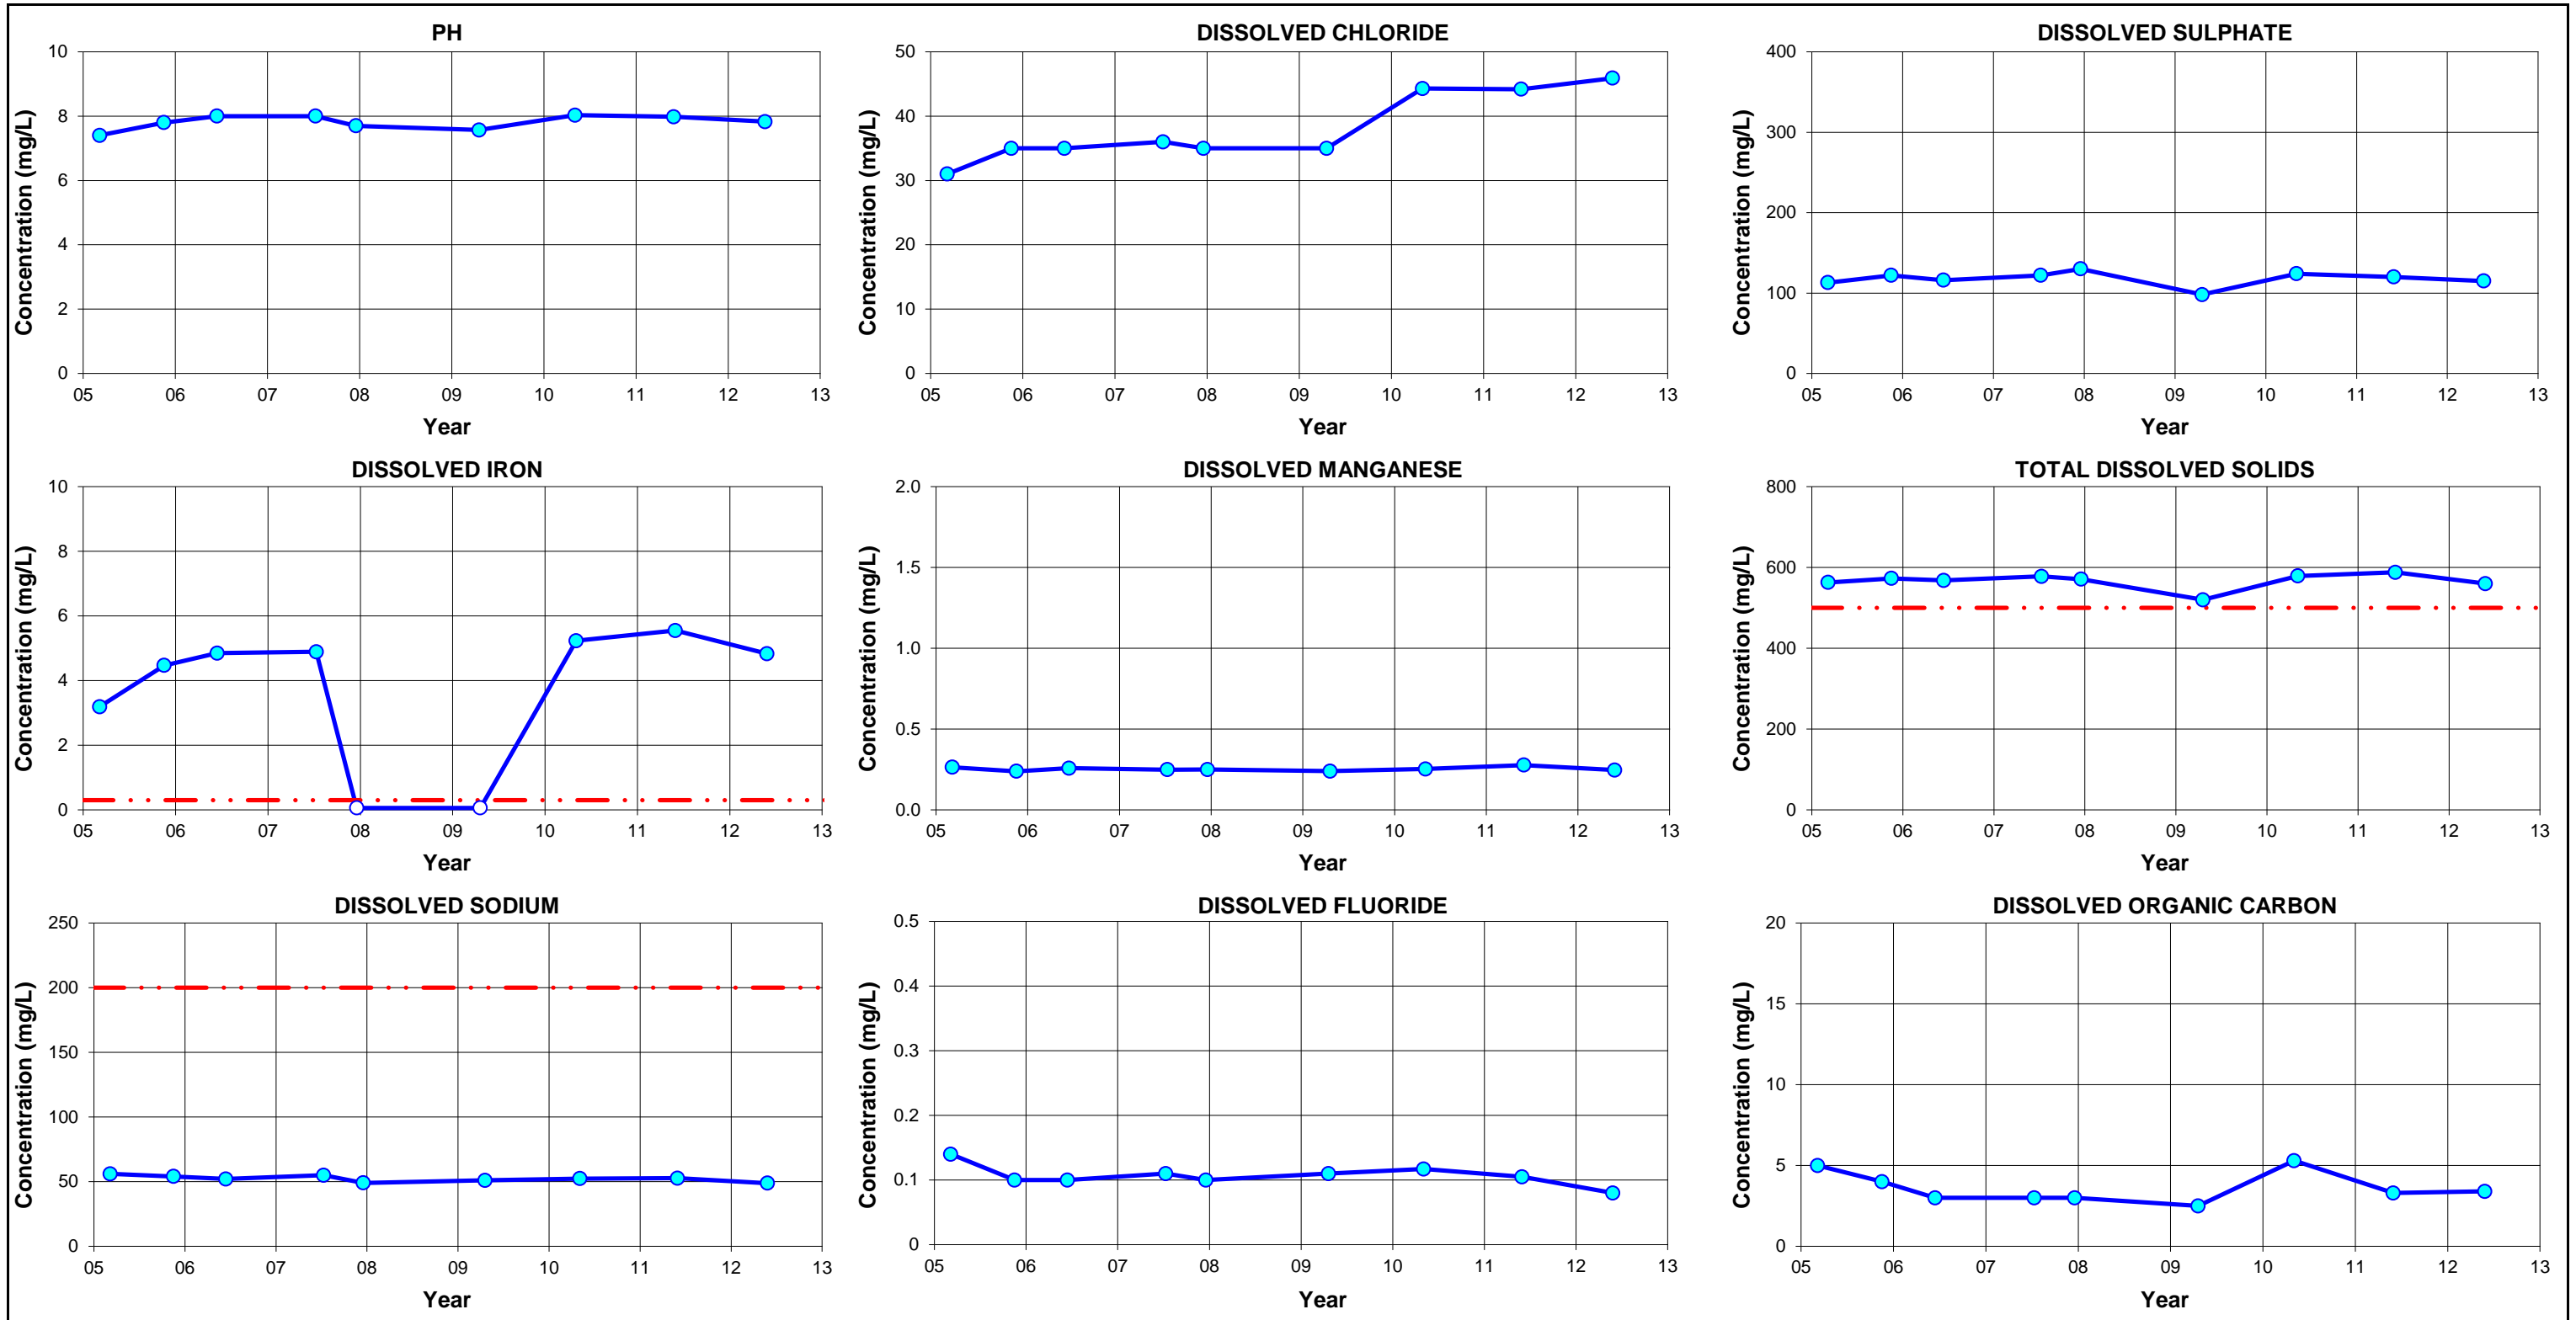 PH
10
8
6
4
2
0
Concentration (mg/L)
05 06 07 08 09 10 11 12 13
Year
DISSOLVED CHLORIDE
50
40
30
20
10
0
Concentration (mg/L)
05 06 07 08 09 10 11 12 13
Year
DISSOLVED SULPHATE
400
300
200
100
0
Concentration (mg/L)
05 06 07 08 09 10 11 12 13
Year
DISSOLVED IRON
10
8
6
4
2
0
Concentration (mg/L)
05 06 07 08 09 10 11 12 13
Year
DISSOLVED MANGANESE
2.0
1.5
1.0
0.5
0.0
Concentration (mg/L)
05 06 07 08 09 10 11 12 13
Year
TOTAL DISSOLVED SOLIDS
800
600
400
200
0
Concentration (mg/L)
05 06 07 08 09 10 11 12 13
Year
DISSOLVED SODIUM
250
200
150
100
50
0
Concentration (mg/L)
05 06 07 08 09 10 11 12 13
Year
DISSOLVED FLUORIDE
0.5
0.4
0.3
0.2
0.1
0
Concentration (mg/L)
05 06 07 08 09 10 11 12 13
Year
DISSOLVED ORGANIC CARBON
20
15
10
5
0
Concentration (mg/L)
05 06 07 08 09 10 11 12 13
Year